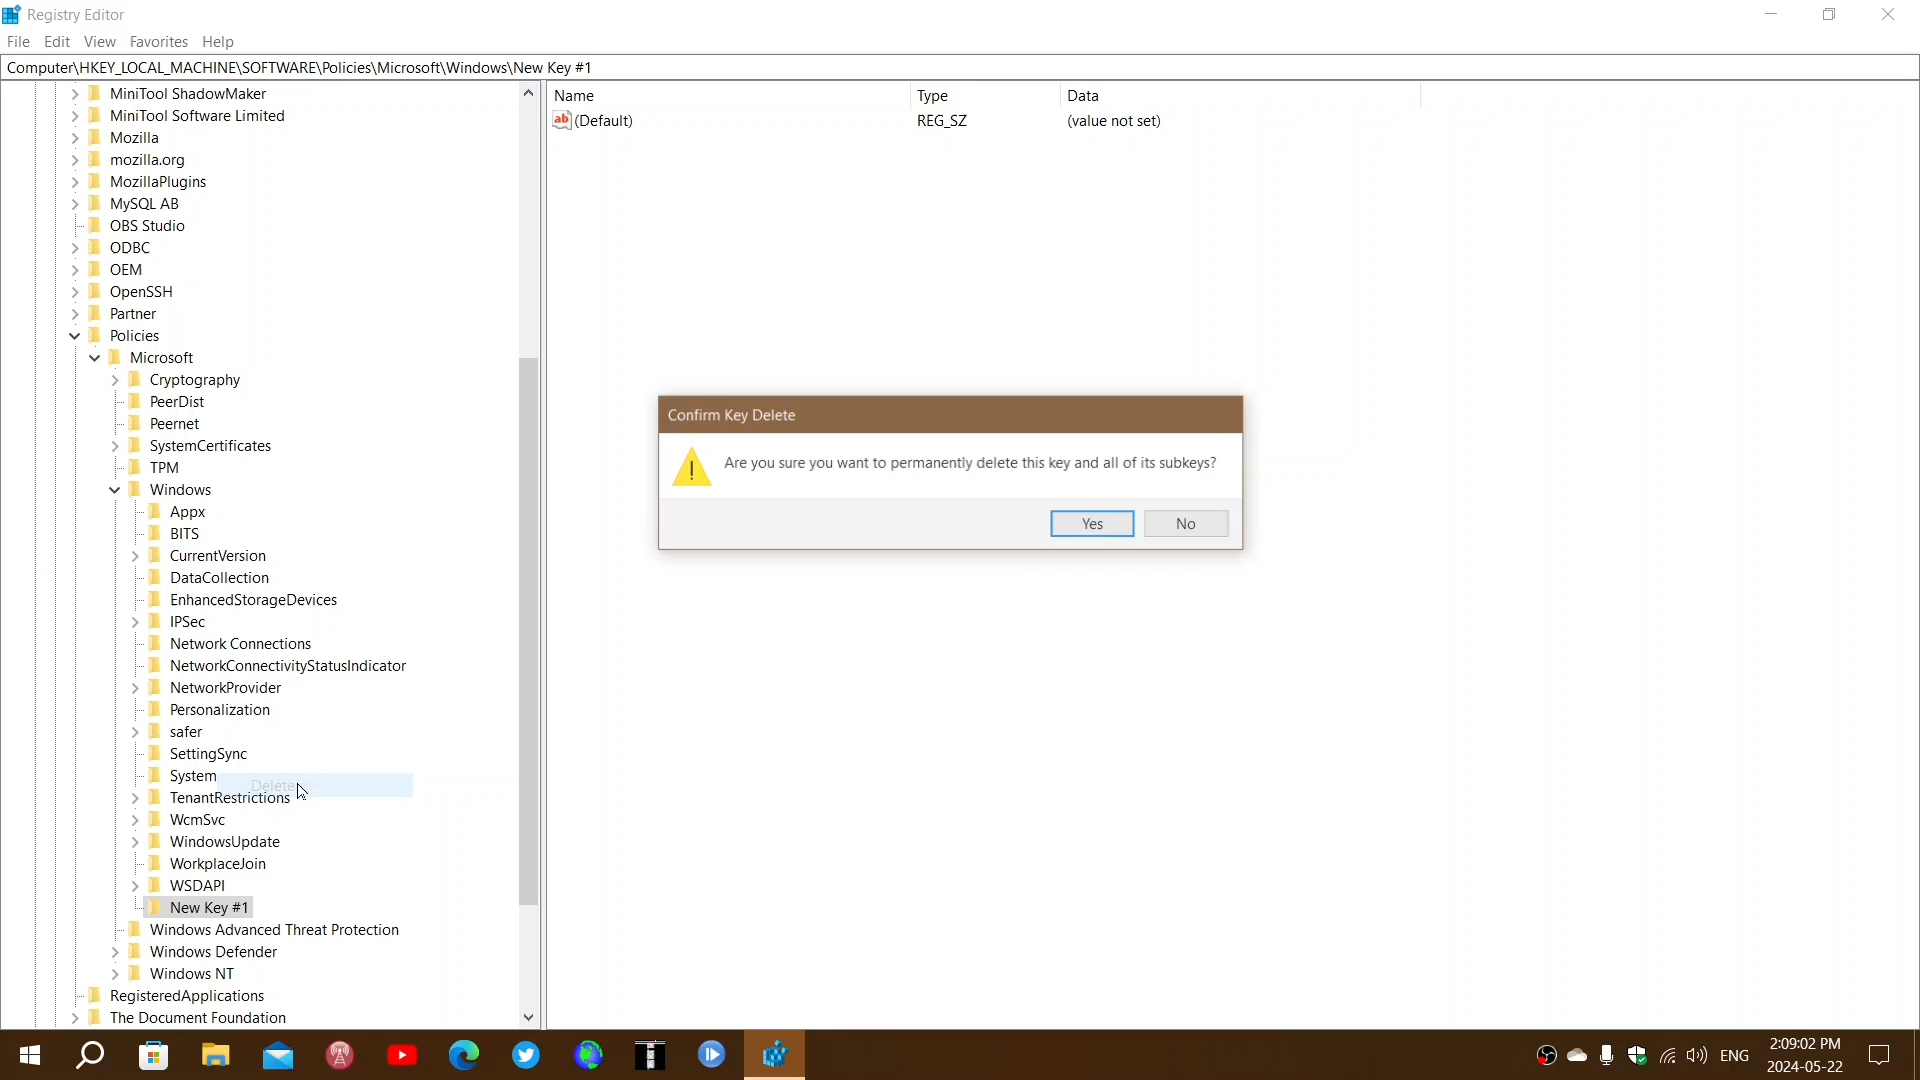 Registry Editor
File Edit View Favorites Help
Computer\HKEY_LOCAL_MACHINE\SOFTWARE\Policies\Microsoft\Windows\New Key #1
MiniTool ShadowMaker
MiniTool Software Limited
Mozilla
mozilla.org
MozillaPlugins
MySQL AB
OBS Studio
ODBC
OEM
OpenSSH
Partner
Policies
Microsoft
Cryptography
PeerDist
Peernet
SystemCertificates
TPM
Windows
Appx
BITS
CurrentVersion
DataCollection
EnhancedStorageDevices
IPSec
Network Connections
NetworkConnectivityStatusIndicator
NetworkProvider
Personalization
safer
SettingSync
System
Delete
TenantRestrictions
WcmSvc
WindowsUpdate
WorkplaceJoin
WSDAPI
New Key #1
Windows Advanced Threat Protection
Windows Defender
Windows NT
RegisteredApplications
The Document Foundation
Name Type Data
ab (Default) REG_SZ (value not set)
Confirm Key Delete
Are you sure you want to permanently delete this key and all of its subkeys?
Yes No
ENG
2:09:02 PM
2024-05-22